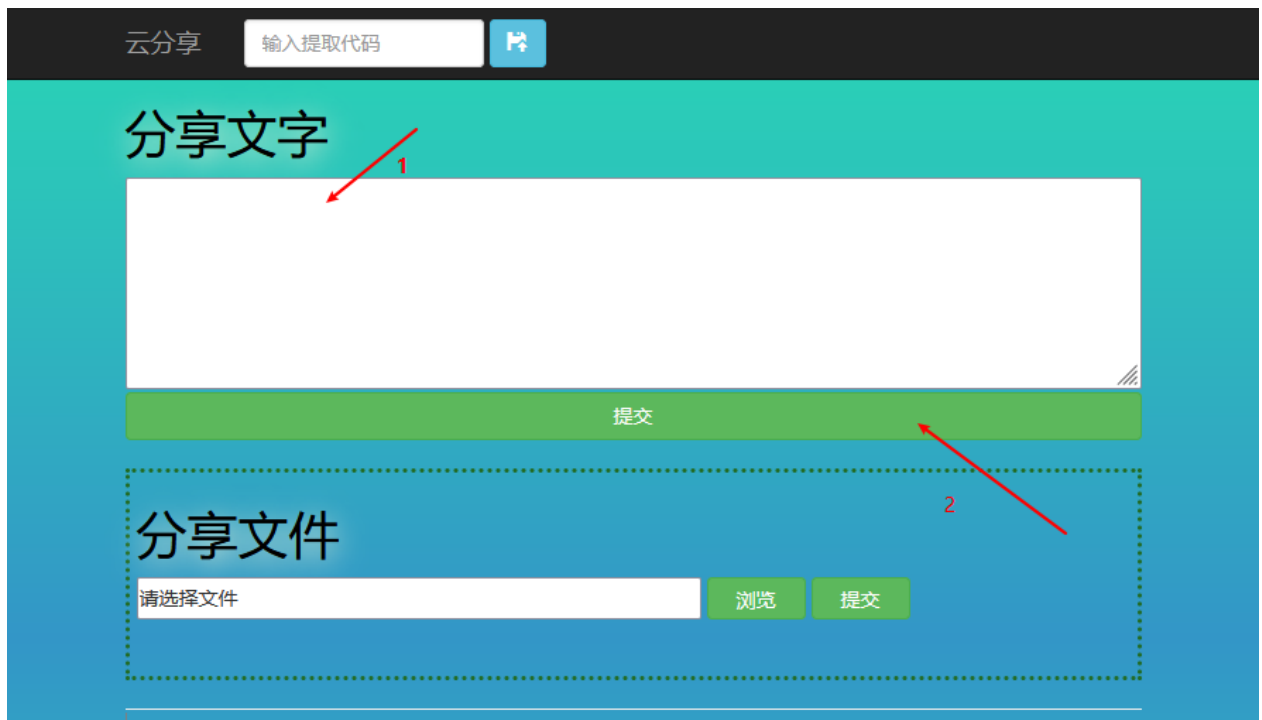 云分享 输入提取代码
分享文字
1
提交
2
分享文件
请选择文件 浏览 提交